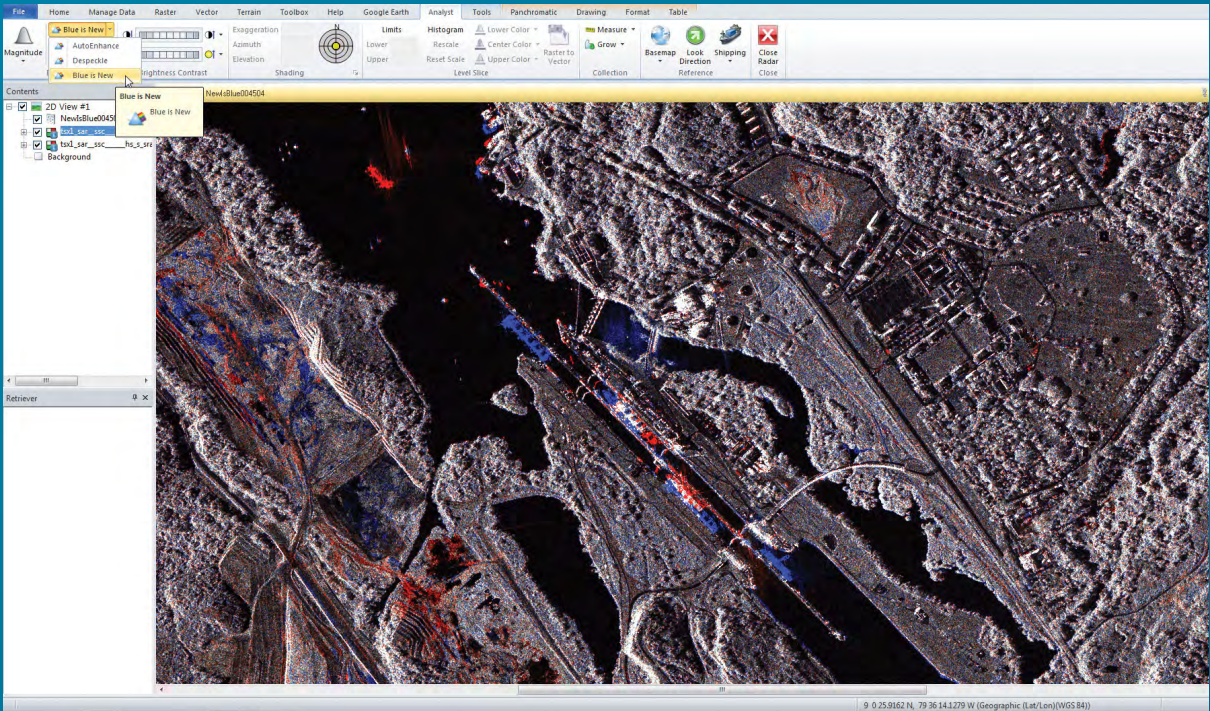 File Home Manage Data Raster Vector Terrain Toolbox Help Google Earth Analyst Tools Panchromatic Drawing Format Table
Blue is New
AutoEnhance
Despeckle
Blue is New
Magnitude
Brightness Contrast
Exaggeration
Azimuth
Elevation
Shading
Limits
Lower
Upper
Histogram
Rescale
Reset Scale
Lower Color
Center Color
Upper Color
Raster to
Vector
Level Slice
Measure
Grow
Collection
Basemap
Look
Direction
Shipping
Reference
Close
Radar
Close
Contents
2D View #1
NewIsBlue0045
tsx1_sar_ssc__
tsx1_sar_ssc_____hs_s_sra
Background
Blue is New
Blue is New
NewIsBlue004504
Retriever
9 0 25.9162 N, 79 36 14.1279 W (Geographic (Lat/Lon)(WGS 84))